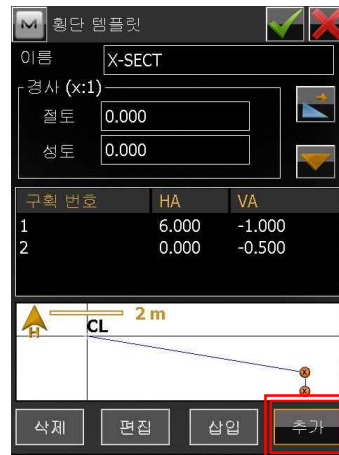 횡단 템플릿
이름 X-SECT
경사 (x:1)
절토 0.000
성토 0.000
구획 번호 HA VA
1 6.000 -1.000
2 0.000 -0.500
2 m
CL
H
삭제 편집 삽입 추가